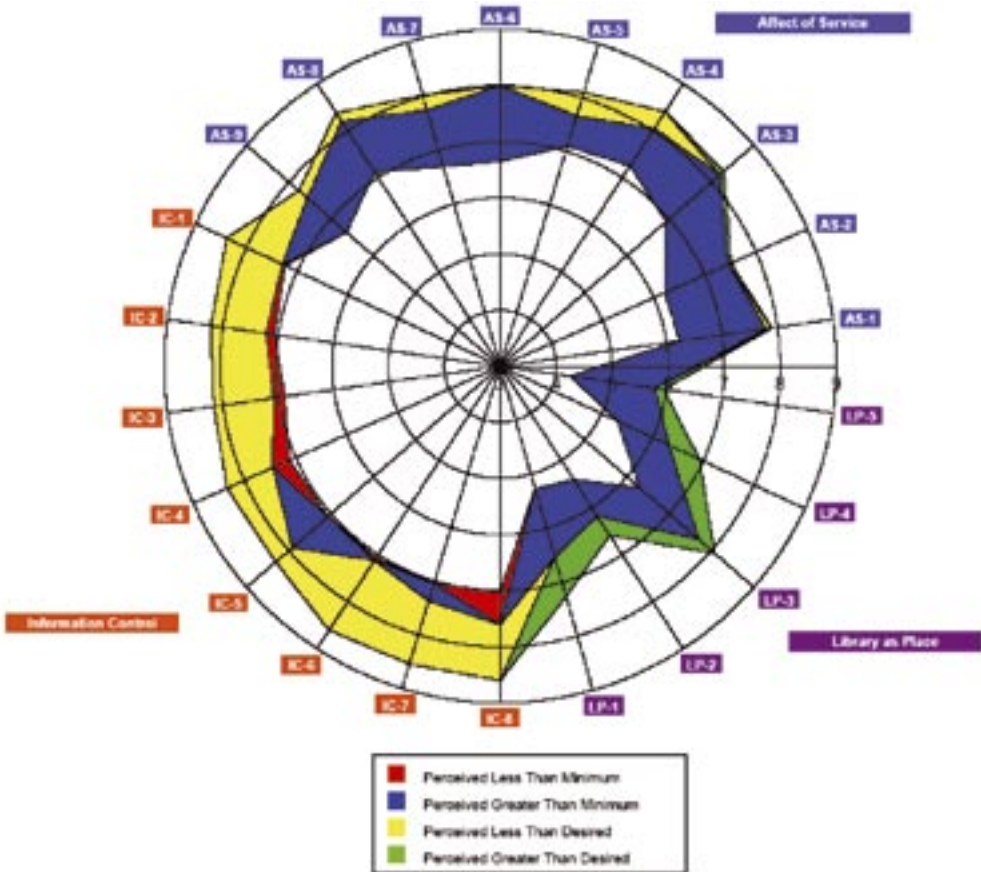 AS-6
AS-7
AS-5
Affect of Service
AS-8
AS-4
AS-9
AS-3
IC-1
AS-2
IC-2
AS-1
7
8
9
IC-3
LP-5
IC-4
LP-4
IC-5
LP-3
Information Control
Library as Place
IC-6
LP-2
IC-7
LP-1
IC-8
Perceived Less Than Minimum
Perceived Greater Than Minimum
Perceived Less Than Desired
Perceived Greater Than Desired